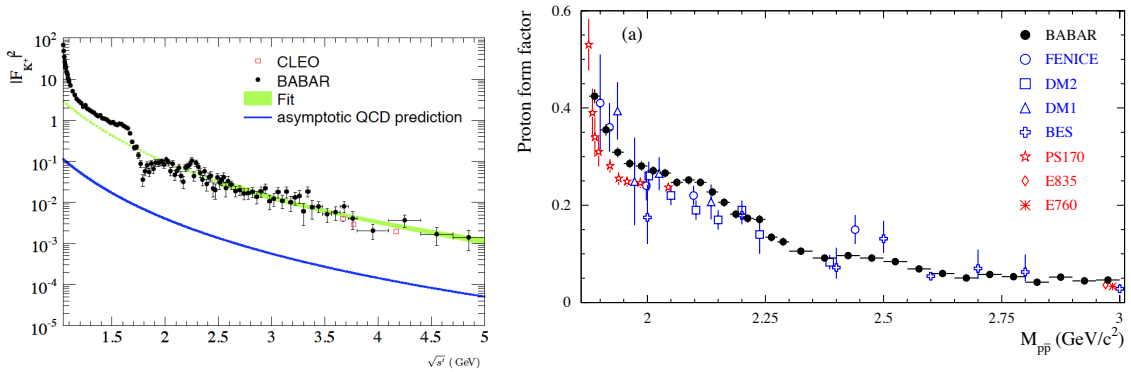 |F_K+|²
10²
10
1
10⁻¹
10⁻²
10⁻³
10⁻⁴
10⁻⁵
CLEO
BABAR
Fit
asymptotic QCD prediction
1.5 2 2.5 3 3.5 4 4.5 5
√s′ (GeV)
Proton form factor
0.6
0.4
0.2
0
(a)
BABAR
FENICE
DM2
DM1
BES
PS170
E835
E760
2 2.25 2.5 2.75 3
M_pp̅ (GeV/c²)